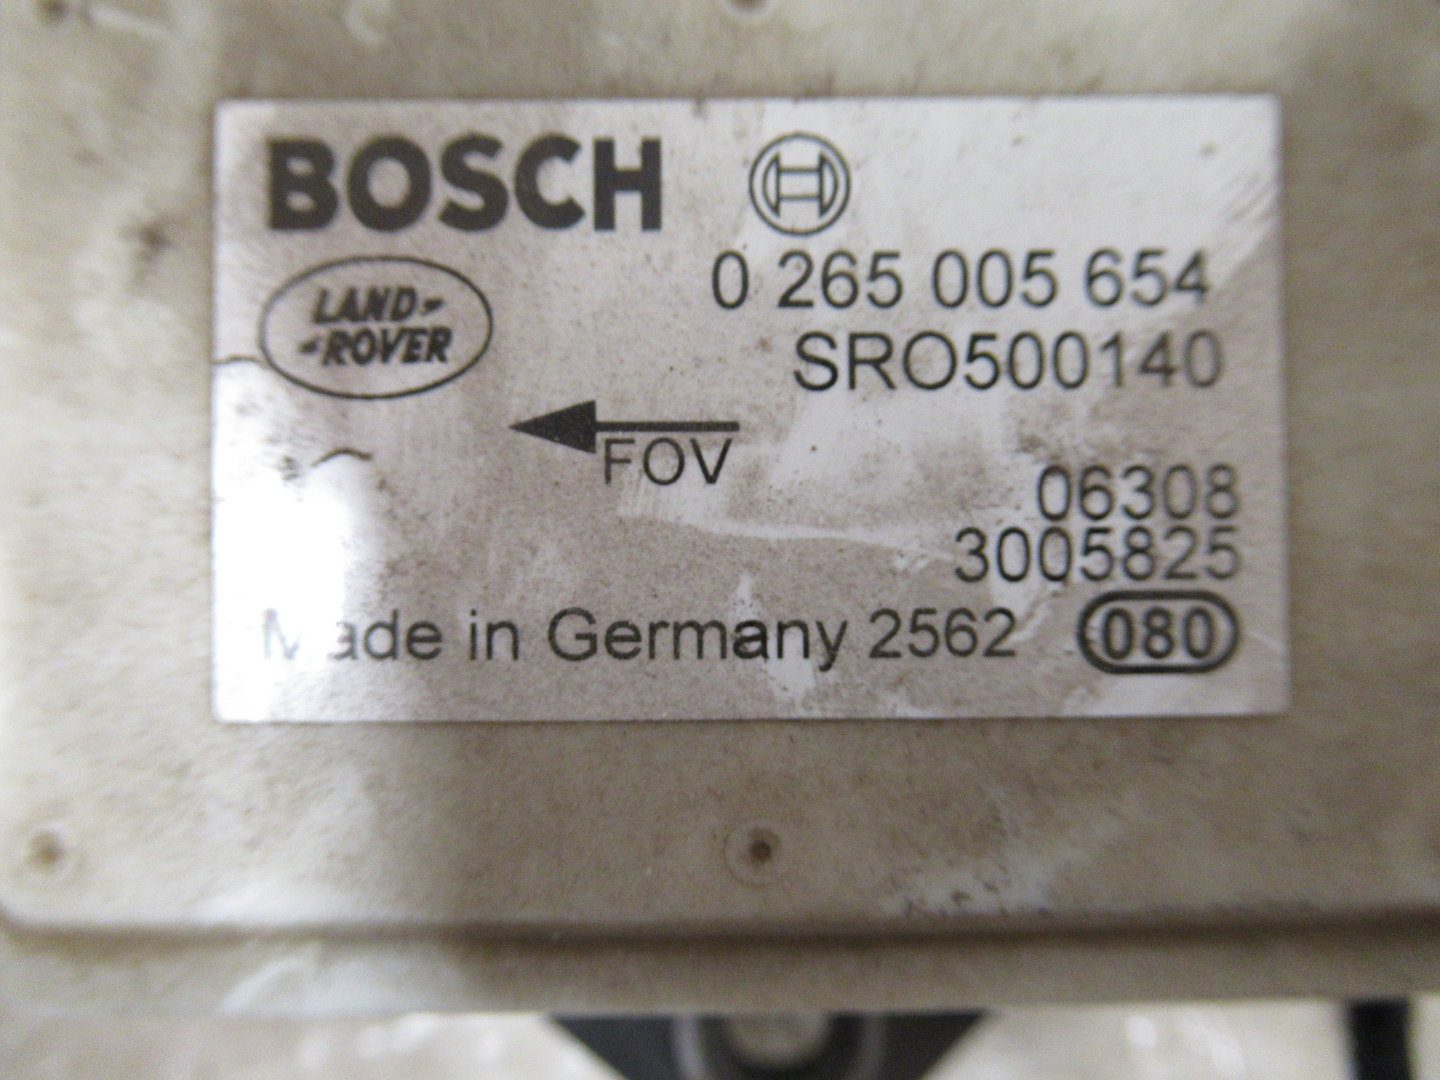 BOSCH
0 265 005 654
LAND
ROVER
SRO500140
FOV
06308
3005825
Made in Germany 2562 080